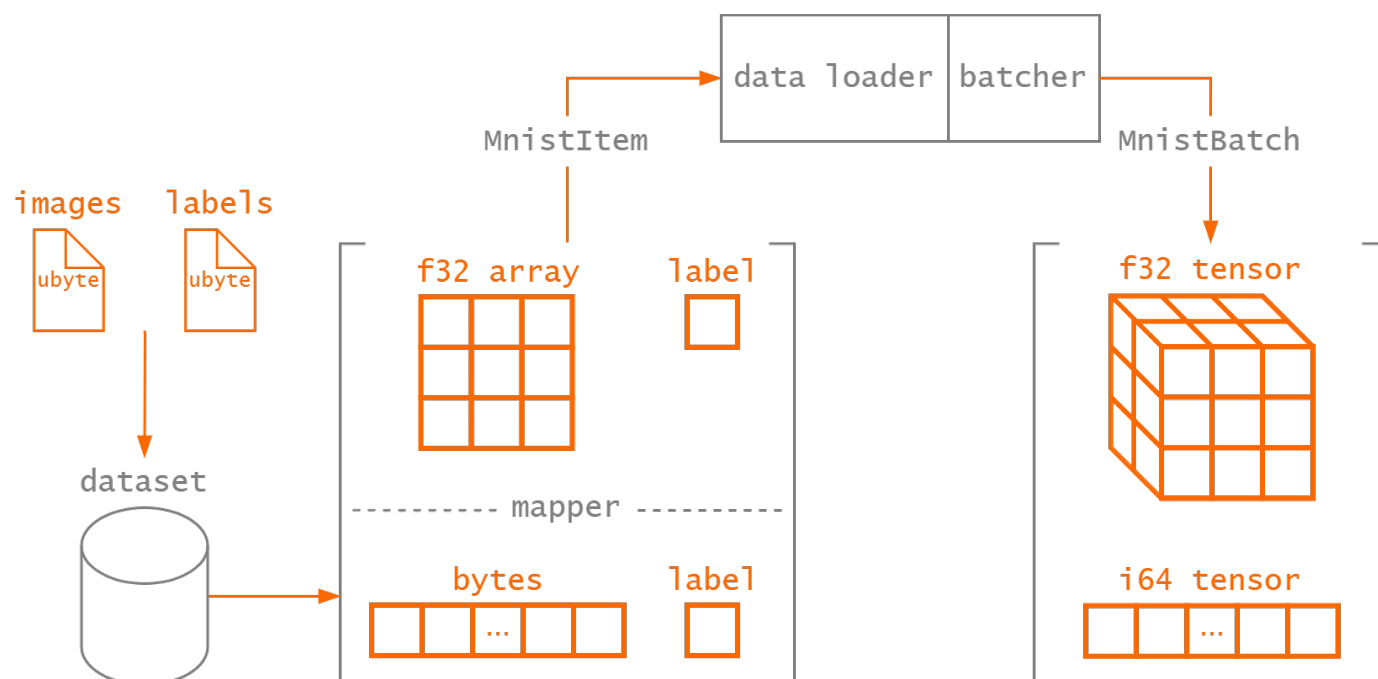 data loader
batcher
MnistItem
MnistBatch
images
labels
ubyte
ubyte
f32 array
label
f32 tensor
dataset
---------- mapper ----------
bytes
label
i64 tensor
...
...